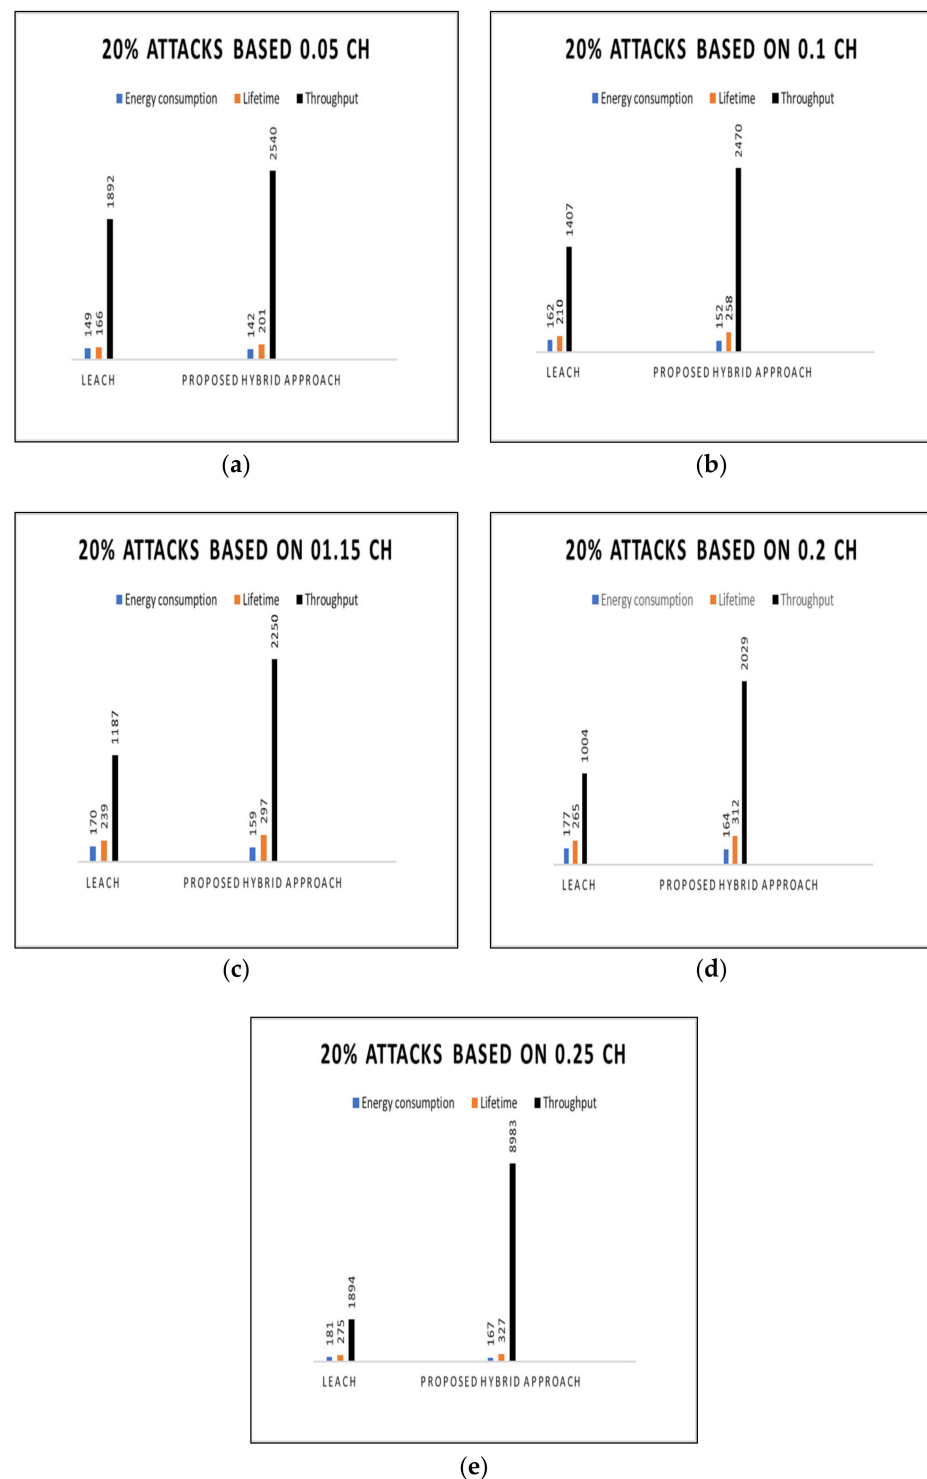 20% ATTACKS BASED 0.05 CH
Energy consumption Lifetime Throughput
149 166 1892 142 201 2540
LEACH PROPOSED HYBRID APPROACH
(a)
20% ATTACKS BASED ON 0.1 CH
Energy consumption Lifetime Throughput
162 210 1407 152 258 2470
LEACH PROPOSED HYBRID APPROACH
(b)
20% ATTACKS BASED ON 01.15 CH
Energy consumption Lifetime Throughput
170 239 1187 159 297 2250
LEACH PROPOSED HYBRID APPROACH
(c)
20% ATTACKS BASED ON 0.2 CH
Energy consumption Lifetime Throughput
177 265 1004 164 312 2029
LEACH PROPOSED HYBRID APPROACH
(d)
20% ATTACKS BASED ON 0.25 CH
Energy consumption Lifetime Throughput
181 275 1894 167 327 8983
LEACH PROPOSED HYBRID APPROACH
(e)